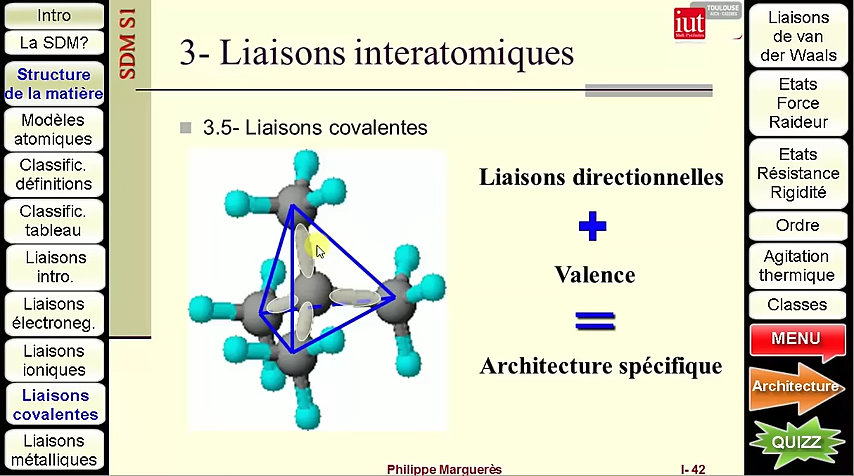 Intro
La SDM?
Structure
de la matière
Modèles
atomiques
Classific.
définitions
Classific.
tableau
Liaisons
intro.
Liaisons
électroneg.
Liaisons
ioniques
Liaisons
covalentes
Liaisons
métalliques
SDM S1
3- Liaisons interatomiques
iut
TOULOUSE
3.5- Liaisons covalentes
Liaisons directionnelles
+
Valence
=
Architecture spécifique
Philippe Marquerès
I- 42
Liaisons
de van
der Waals
Etats
Force
Raideur
Etats
Résistance
Rigidité
Ordre
Agitation
thermique
Classes
MENU
Architecture
QUIZZ